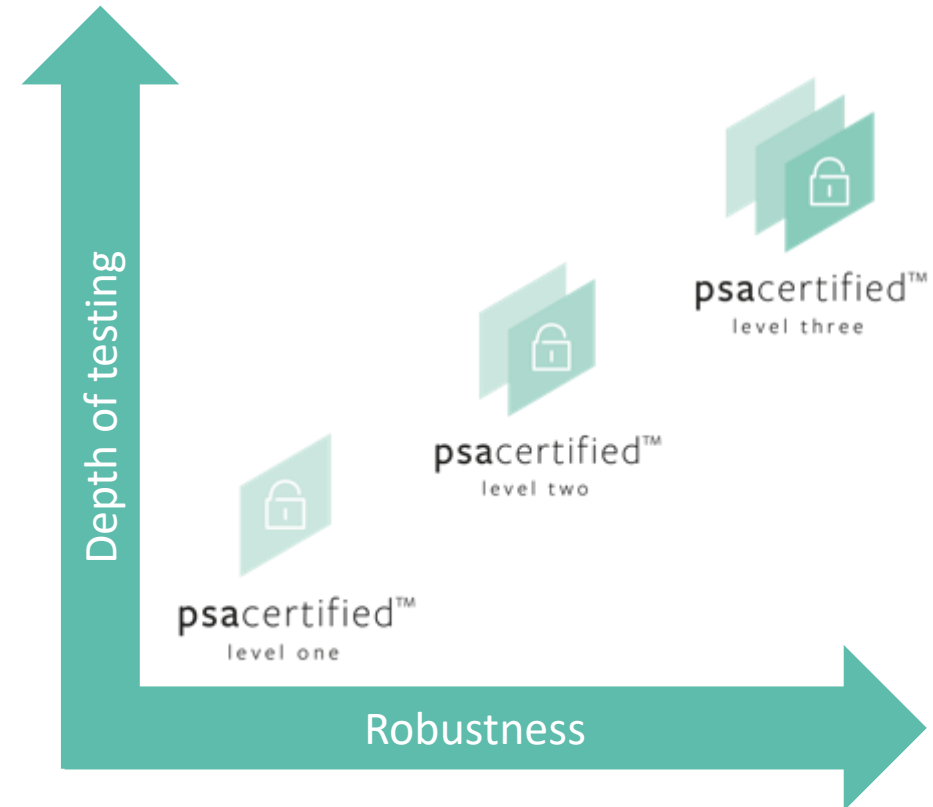 Depth of testing
psacertified™
level three
psacertified™
level two
psacertified™
level one
Robustness